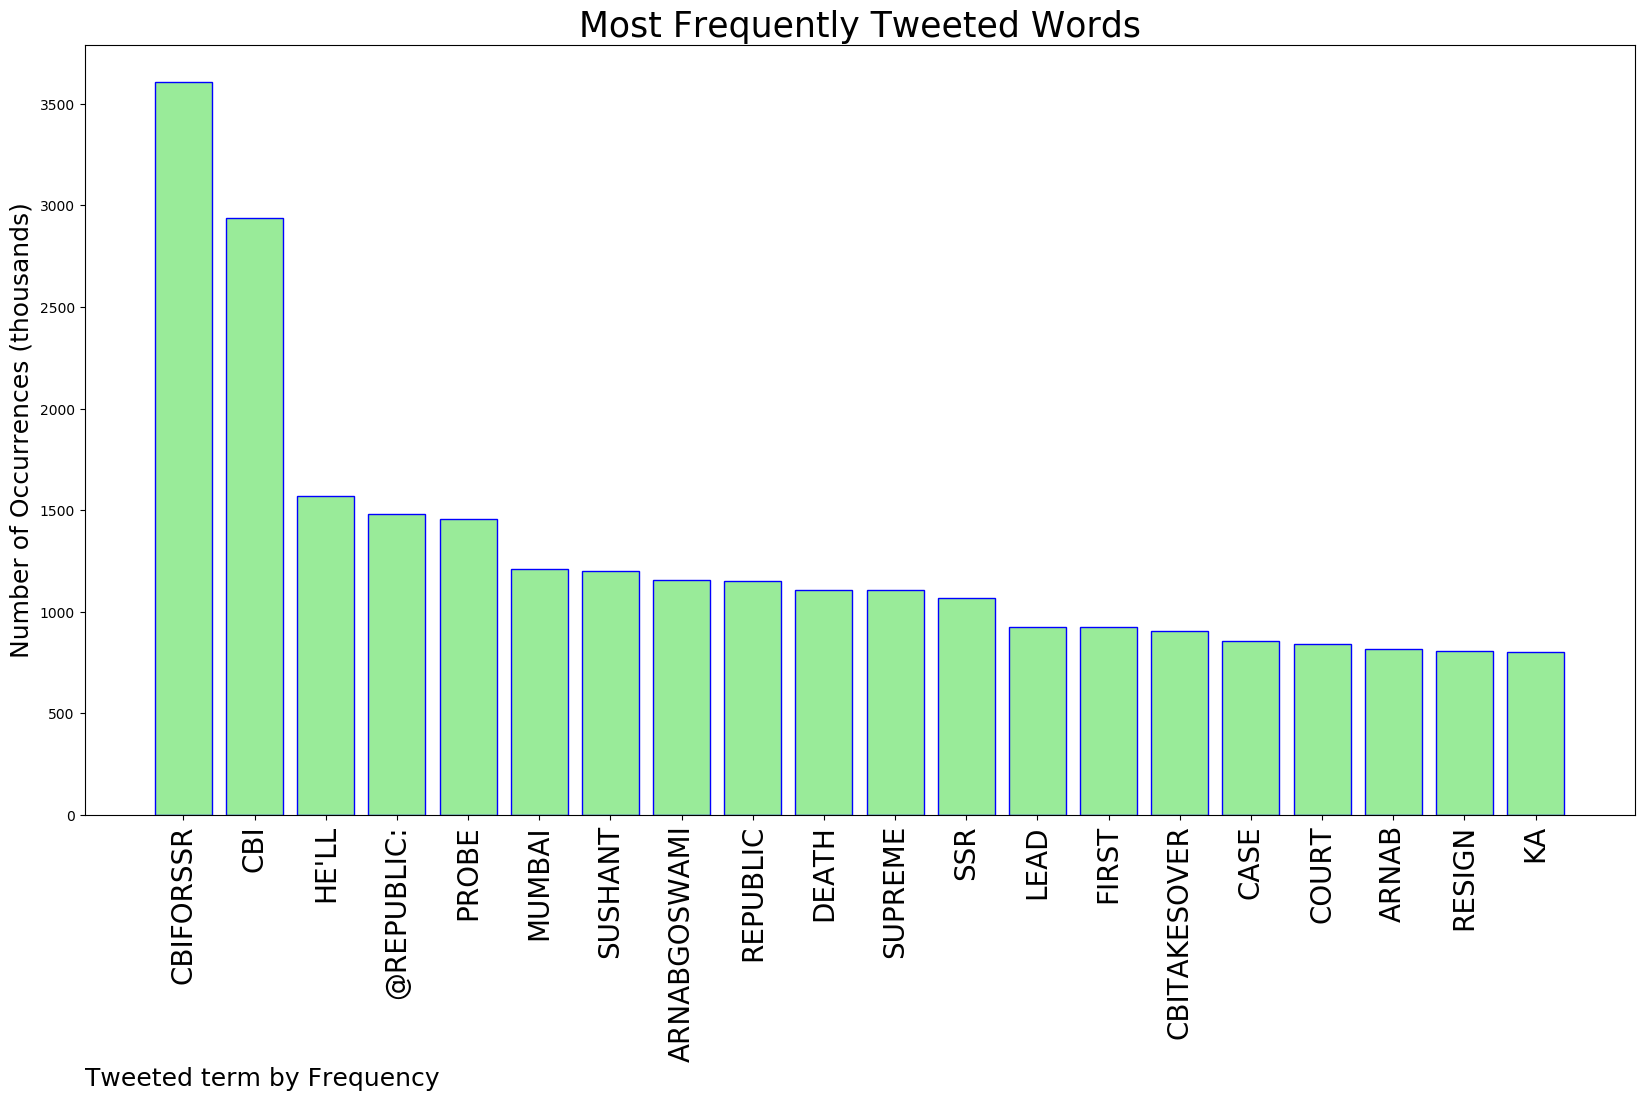 Most Frequently Tweeted Words
Number of Occurrences (thousands)
3500
3000
2500
2000
1500
1000
500
0
CBIFORSSR
CBI
HE'LL
@REPUBLIC:
PROBE
MUMBAI
SUSHANT
ARNABGOSWAMI
REPUBLIC
DEATH
SUPREME
SSR
LEAD
FIRST
CBITAKESOVER
CASE
COURT
ARNAB
RESIGN
KA
Tweeted term by Frequency